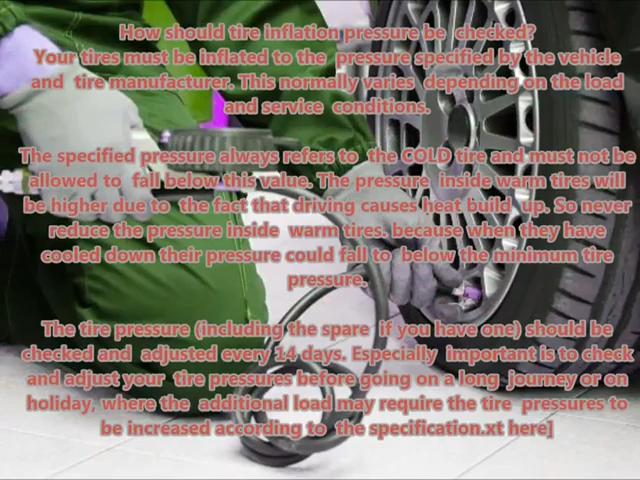 How should tire inflation pressure be checked?
Your tires must be inflated to the pressure specified by the vehicle
and tire manufacturer. This normally varies depending on the load
and service conditions.
The specified pressure always refers to the COLD tire and must not be
allowed to fall below this value. The pressure inside warm tires will
be higher due to the fact that driving causes heat build up. So never
reduce the pressure inside warm tires. because when they have
cooled down their pressure could fall to below the minimum tire
pressure.
The tire pressure (including the spare if you have one) should be
checked and adjusted every 14 days. Especially important is to check
and adjust your tire pressures before going on a long journey or on
holiday, where the additional load may require the tire pressures to
be increased according to the specification.xt here]